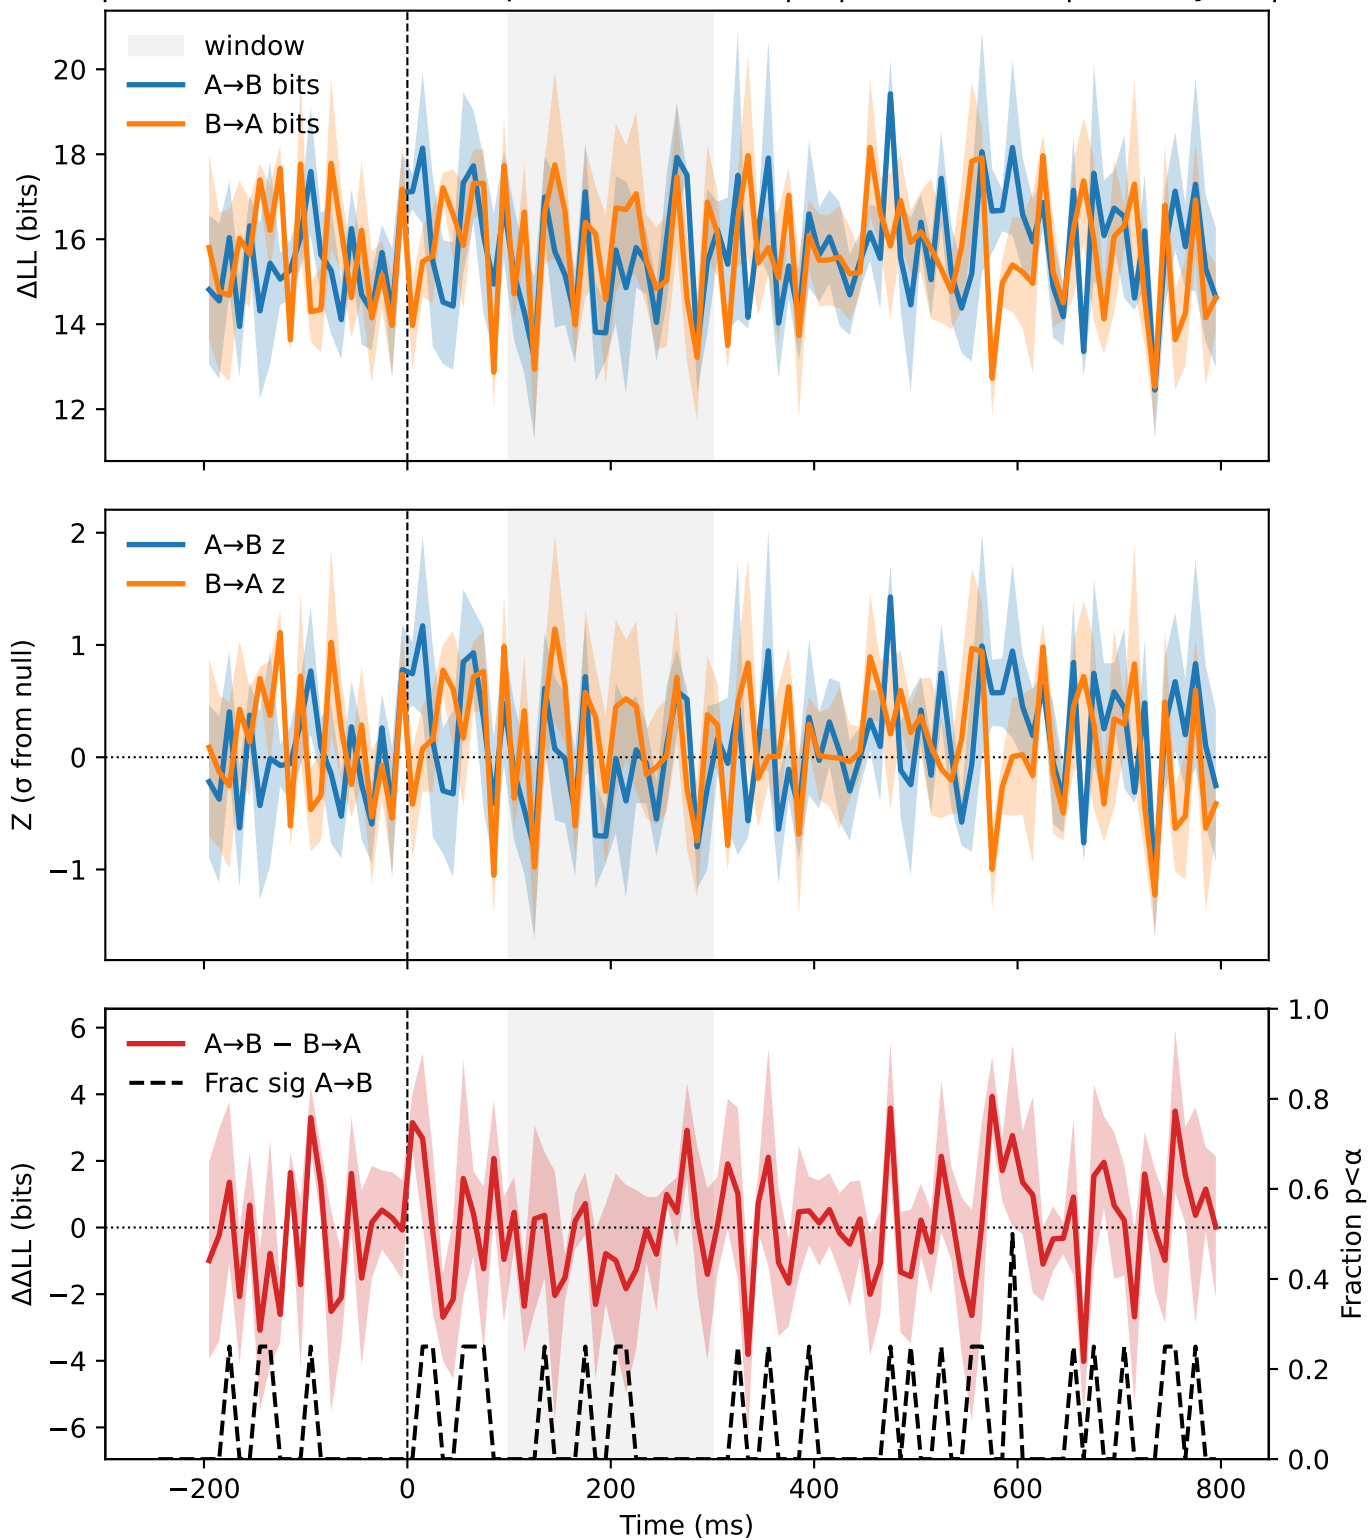 window
A→B bits
B→A bits
20
18
16
14
12
ΔLL (bits)
A→B z
B→A z
2
1
0
−1
Z (σ from null)
A→B − B→A
Frac sig A→B
6
4
2
0
−2
−4
−6
ΔΔLL (bits)
1.0
0.8
0.6
0.4
0.2
0.0
Fraction p<α
−200
0
200
400
600
800
Time (ms)